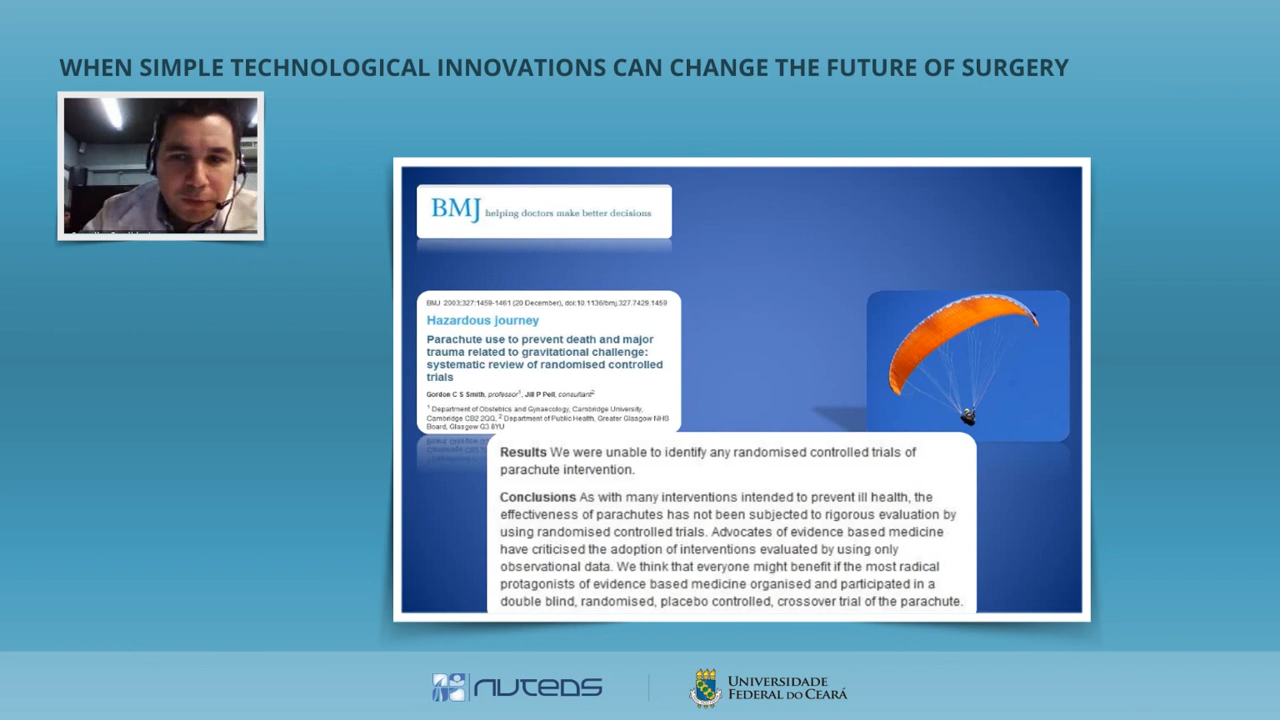 WHEN SIMPLE TECHNOLOGICAL INNOVATIONS CAN CHANGE THE FUTURE OF SURGERY
BMJ helping doctors make better decisions
BMJ 2003;327:1459-1461 (20 December), doi:10.1136/bmj.327.7429.1459
Hazardous journey
Parachute use to prevent death and major
trauma related to gravitational challenge:
systematic review of randomised controlled
trials
Gordon C S Smith, professor1, Jill P Pell, consultant2
1 Department of Obstetrics and Gynaecology, Cambridge University,
Cambridge CB2 2QQ, 2 Department of Public Health, Greater Glasgow NHS
Board, Glasgow G3 8YU
Results We were unable to identify any randomised controlled trials of
parachute intervention.
Conclusions As with many interventions intended to prevent ill health, the
effectiveness of parachutes has not been subjected to rigorous evaluation by
using randomised controlled trials. Advocates of evidence based medicine
have criticised the adoption of interventions evaluated by using only
observational data. We think that everyone might benefit if the most radical
protagonists of evidence based medicine organised and participated in a
double blind, randomised, placebo controlled, crossover trial of the parachute.
NUTEDS
UNIVERSIDADE
FEDERAL DO CEARÁ